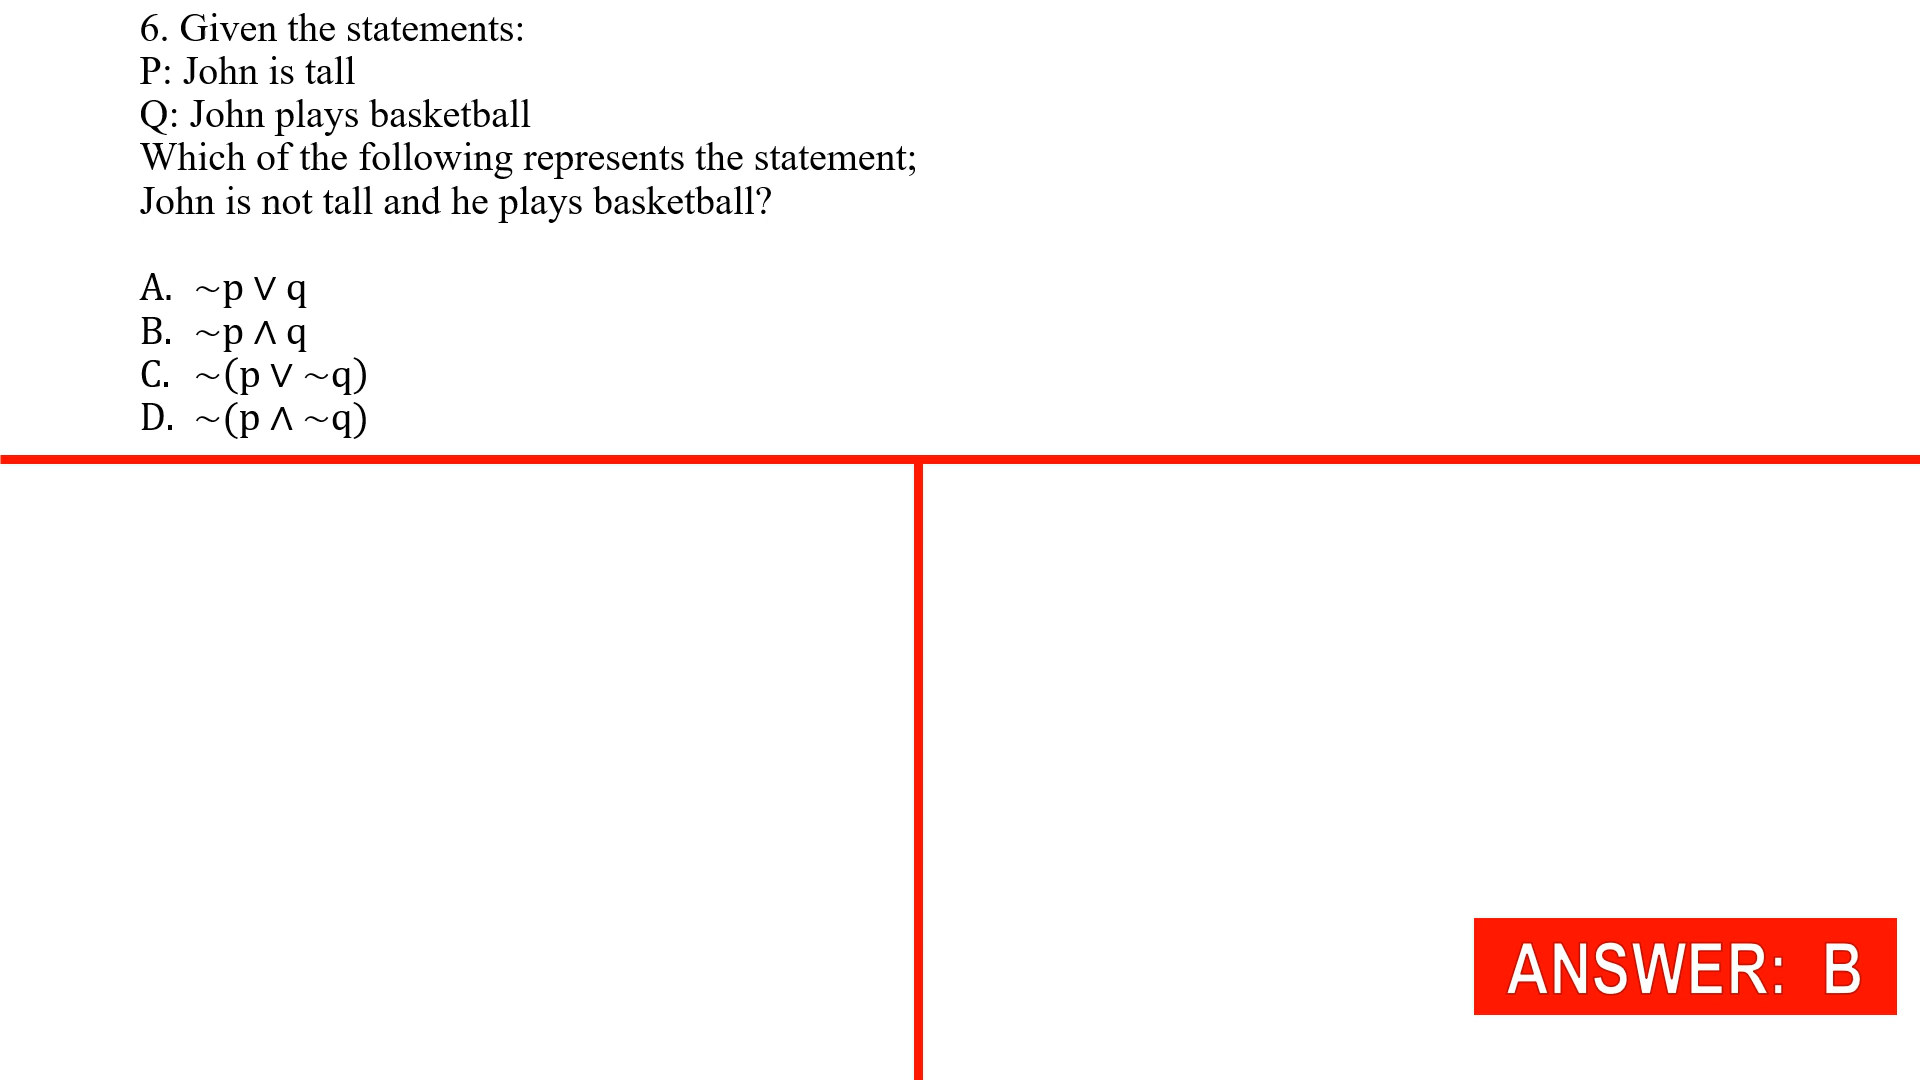 6. Given the statements:
P: John is tall
Q: John plays basketball
Which of the following represents the statement;
John is not tall and he plays basketball?
A. ~p ∨ q
B. ~p ∧ q
C. ~(p ∨ ~q)
D. ~(p ∧ ~q)
ANSWER: B